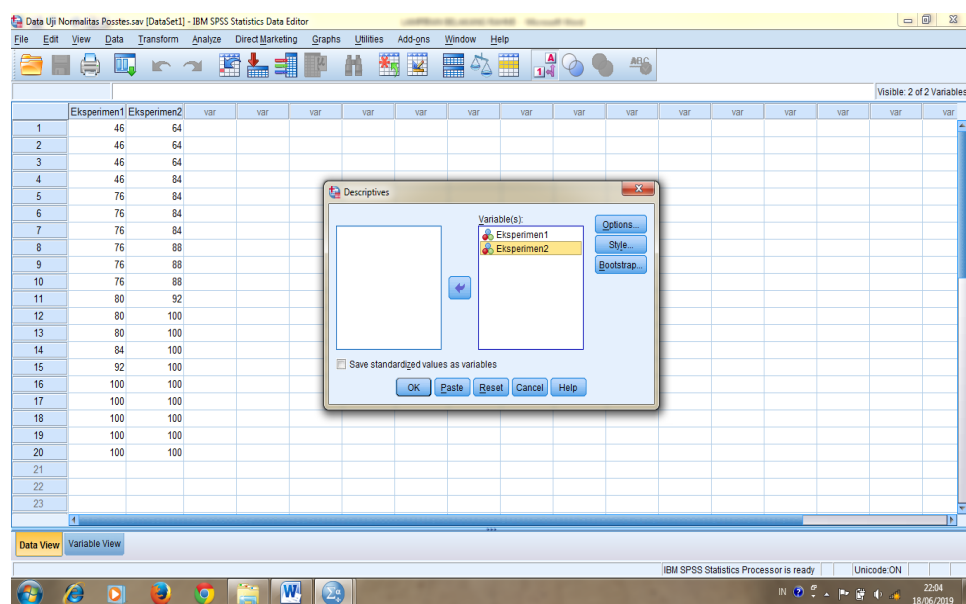 Data Uji Normalitas Posstes.sav [DataSet1] - IBM SPSS Statistics Data Editor
File Edit View Data Transform Analyze Direct Marketing Graphs Utilities Add-ons Window Help
Visible: 2 of 2 Variables
Eksperimen1 Eksperimen2 var var var var var var var var var var var var var
1 46 64
2 46 64
3 46 64
4 46 84
5 76 84
6 76 84
7 76 84
8 76 88
9 76 88
10 76 88
11 80 92
12 80 100
13 80 100
14 84 100
15 92 100
16 100 100
17 100 100
18 100 100
19 100 100
20 100 100
21
22
23
Descriptives
Variable(s):
Eksperimen1
Eksperimen2
Options...
Style...
Bootstrap...
Save standardized values as variables
OK Paste Reset Cancel Help
Data View Variable View
IBM SPSS Statistics Processor is ready Unicode:ON
IN 22:04
18/06/2019